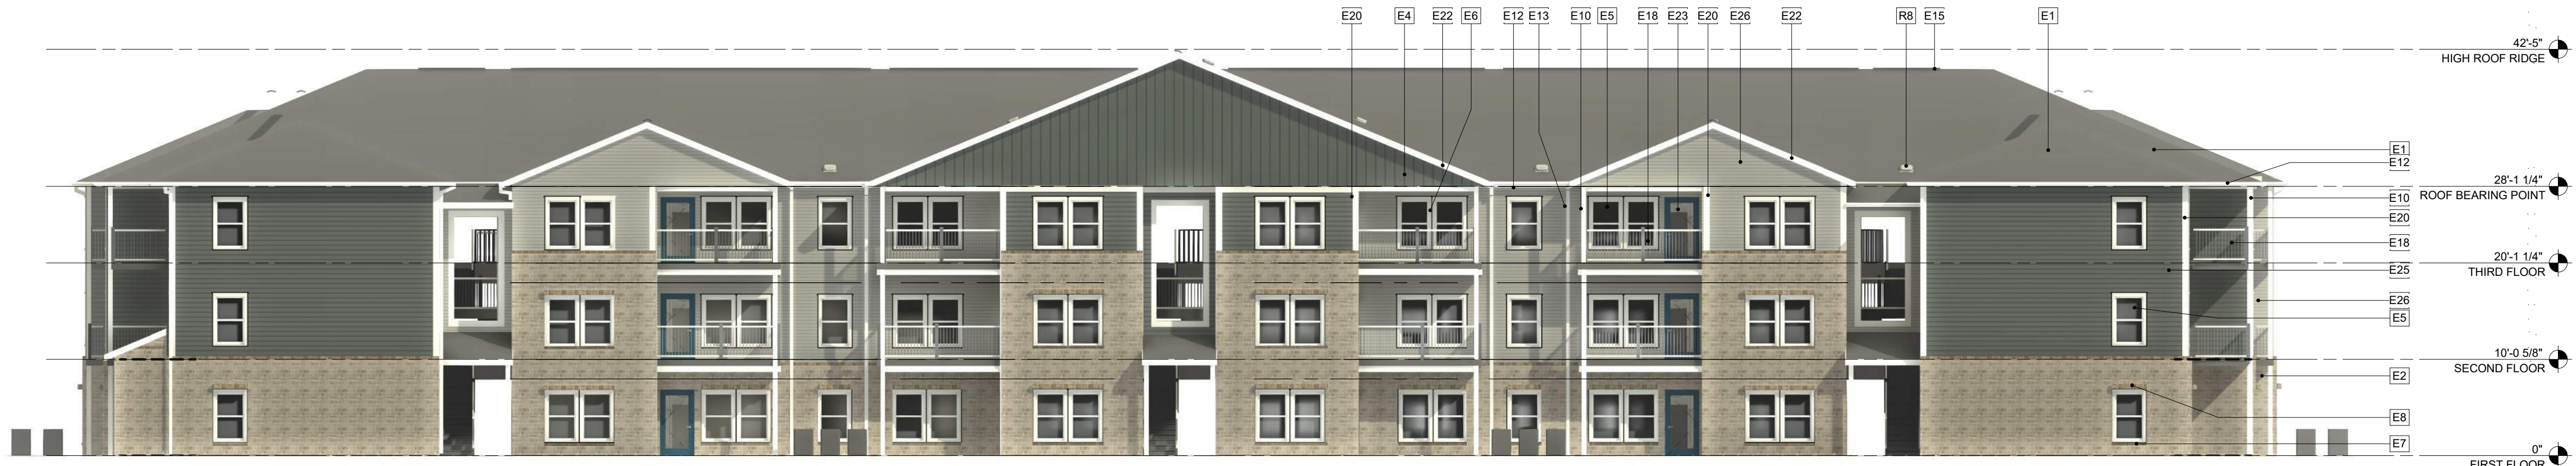 E20 E4 E22 E6 E12 E13 E10 E5 E18 E23 E20 E26 E22 R8 E15 E1
42'-5"
HIGH ROOF RIDGE
E1
E12
28'-1 1/4"
ROOF BEARING POINT
E10
E20
E18
20'-1 1/4"
THIRD FLOOR
E25
E26
E5
10'-0 5/8"
SECOND FLOOR
E2
E8
E7
0"
FIRST FLOOR